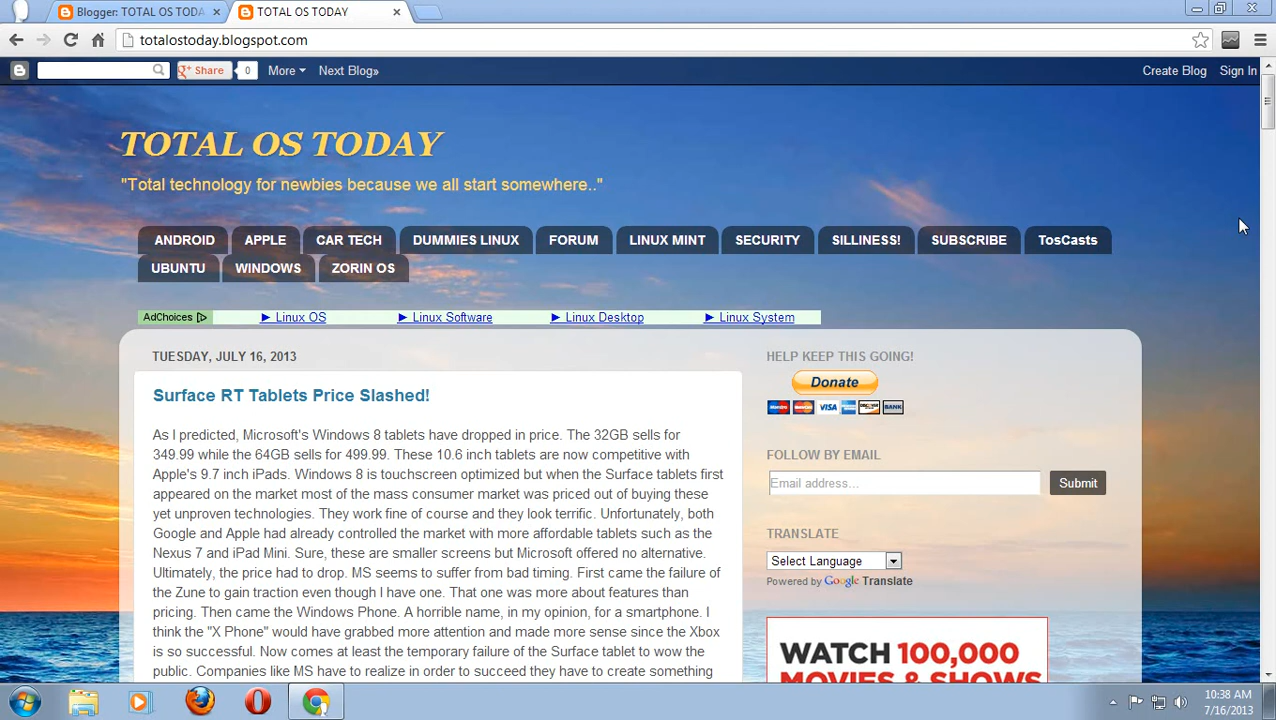 Blogger: TOTAL OS TODA
TOTAL OS TODAY
totalostoday.blogspot.com
g+ Share 0 More Next Blog» Create Blog Sign In
TOTAL OS TODAY
"Total technology for newbies because we all start somewhere.."
ANDROID APPLE CAR TECH DUMMIES LINUX FORUM LINUX MINT SECURITY SILLINESS! SUBSCRIBE TosCasts
UBUNTU WINDOWS ZORIN OS
AdChoices ► Linux OS ► Linux Software ► Linux Desktop ► Linux System
TUESDAY, JULY 16, 2013
Surface RT Tablets Price Slashed!
As I predicted, Microsoft's Windows 8 tablets have dropped in price. The 32GB sells for
349.99 while the 64GB sells for 499.99. These 10.6 inch tablets are now competitive with
Apple's 9.7 inch iPads. Windows 8 is touchscreen optimized but when the Surface tablets first
appeared on the market most of the mass consumer market was priced out of buying these
yet unproven technologies. They work fine of course and they look terrific. Unfortunately, both
Google and Apple had already controlled the market with more affordable tablets such as the
Nexus 7 and iPad Mini. Sure, these are smaller screens but Microsoft offered no alternative.
Ultimately, the price had to drop. MS seems to suffer from bad timing. First came the failure of
the Zune to gain traction even though I have one. That one was more about features than
pricing. Then came the Windows Phone. A horrible name, in my opinion, for a smartphone. I
think the "X Phone" would have grabbed more attention and made more sense since the Xbox
is so successful. Now comes at least the temporary failure of the Surface tablet to wow the
public. Companies like MS have to realize in order to succeed they have to create something
HELP KEEP THIS GOING!
Donate
VISA BANK
FOLLOW BY EMAIL
Email address... Submit
TRANSLATE
Select Language
Powered by Google Translate
WATCH 100,000
MOVIES & SHOWS
10:38 AM
7/16/2013